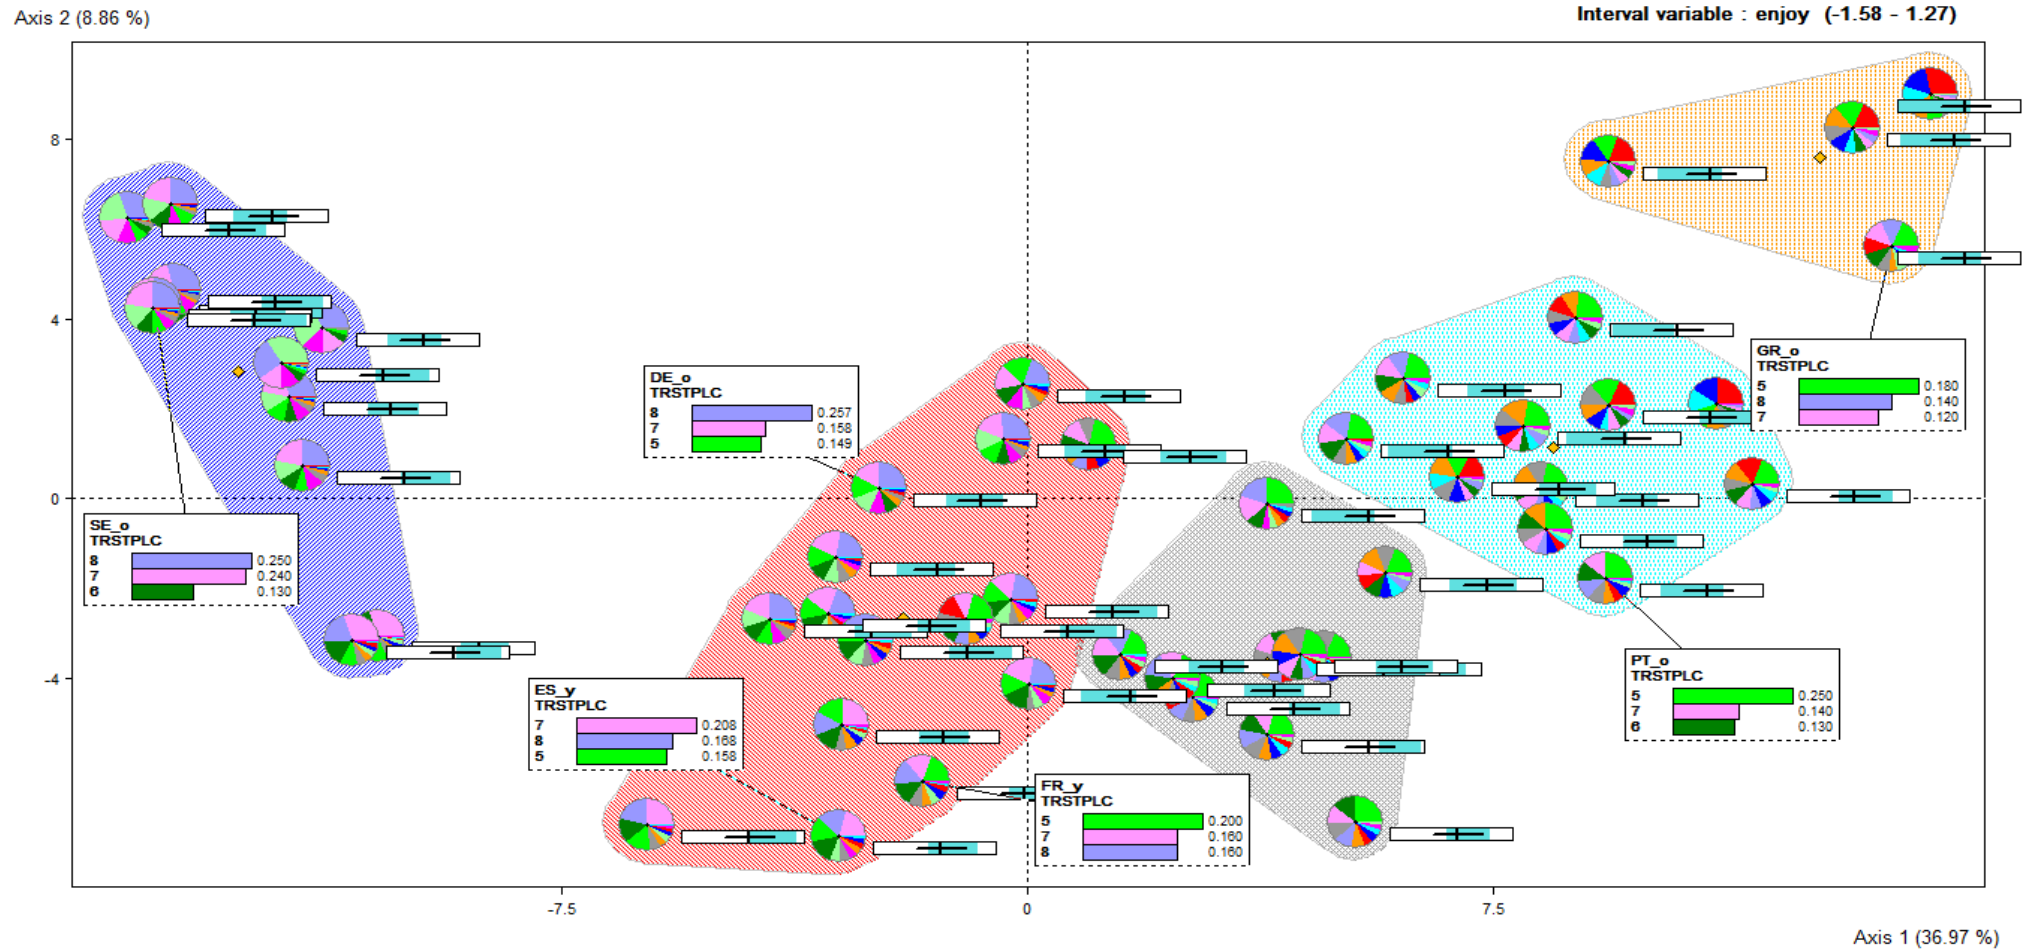 Axis 2 (8.86 %)
Interval variable : enjoy (-1.58 - 1.27)
8
4
0
-4
-7.5
0
7.5
Axis 1 (36.97 %)
SE_o
TRSTPLC
8 0.250
7 0.240
6 0.130
DE_o
TRSTPLC
8 0.257
7 0.158
5 0.149
ES_y
TRSTPLC
7 0.208
8 0.168
5 0.158
FR_y
TRSTPLC
5 0.200
7 0.160
8 0.160
GR_o
TRSTPLC
5 0.180
8 0.140
7 0.120
PT_o
TRSTPLC
5 0.250
7 0.140
6 0.130